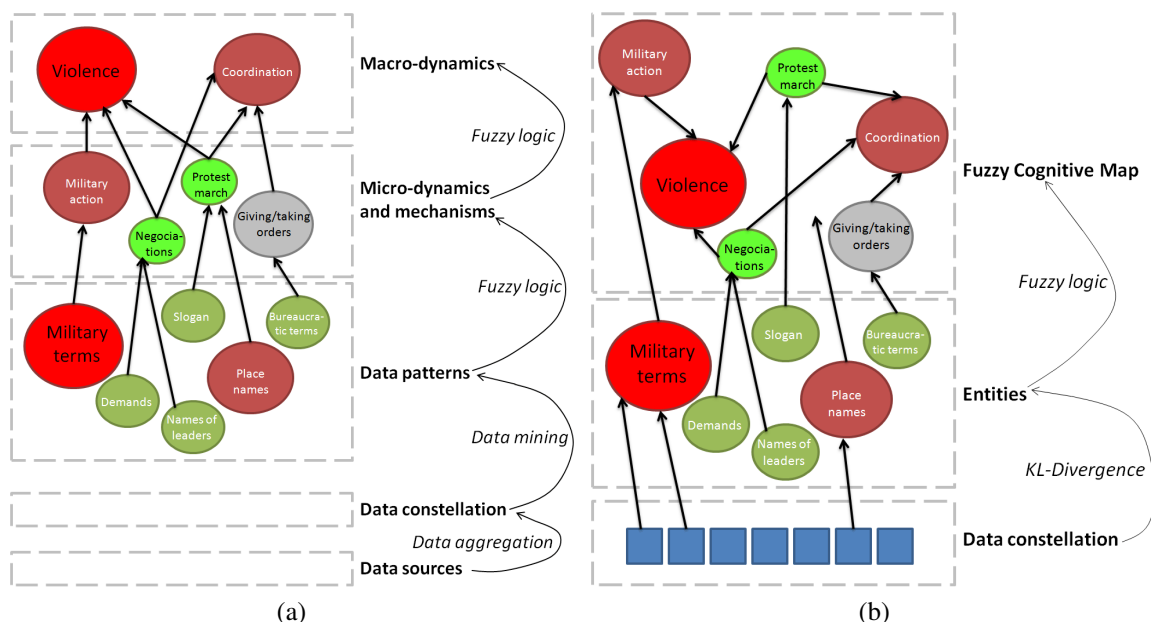 Violence
Coordination
Macro-dynamics
Fuzzy logic
Military
action
Protest
march
Negocia-
tions
Giving/taking
orders
Micro-dynamics
and mechanisms
Fuzzy logic
Military
terms
Slogan
Bureaucra-
tic terms
Place
names
Demands
Names of
leaders
Data patterns
Data mining
Data constellation
Data aggregation
Data sources
(a)
Military
action
Protest
march
Coordination
Violence
Negocia-
tions
Giving/taking
orders
Fuzzy Cognitive Map
Fuzzy logic
Military
terms
Slogan
Bureaucra-
tic terms
Place
names
Demands
Names of
leaders
Entities
KL-Divergence
Data constellation
(b)